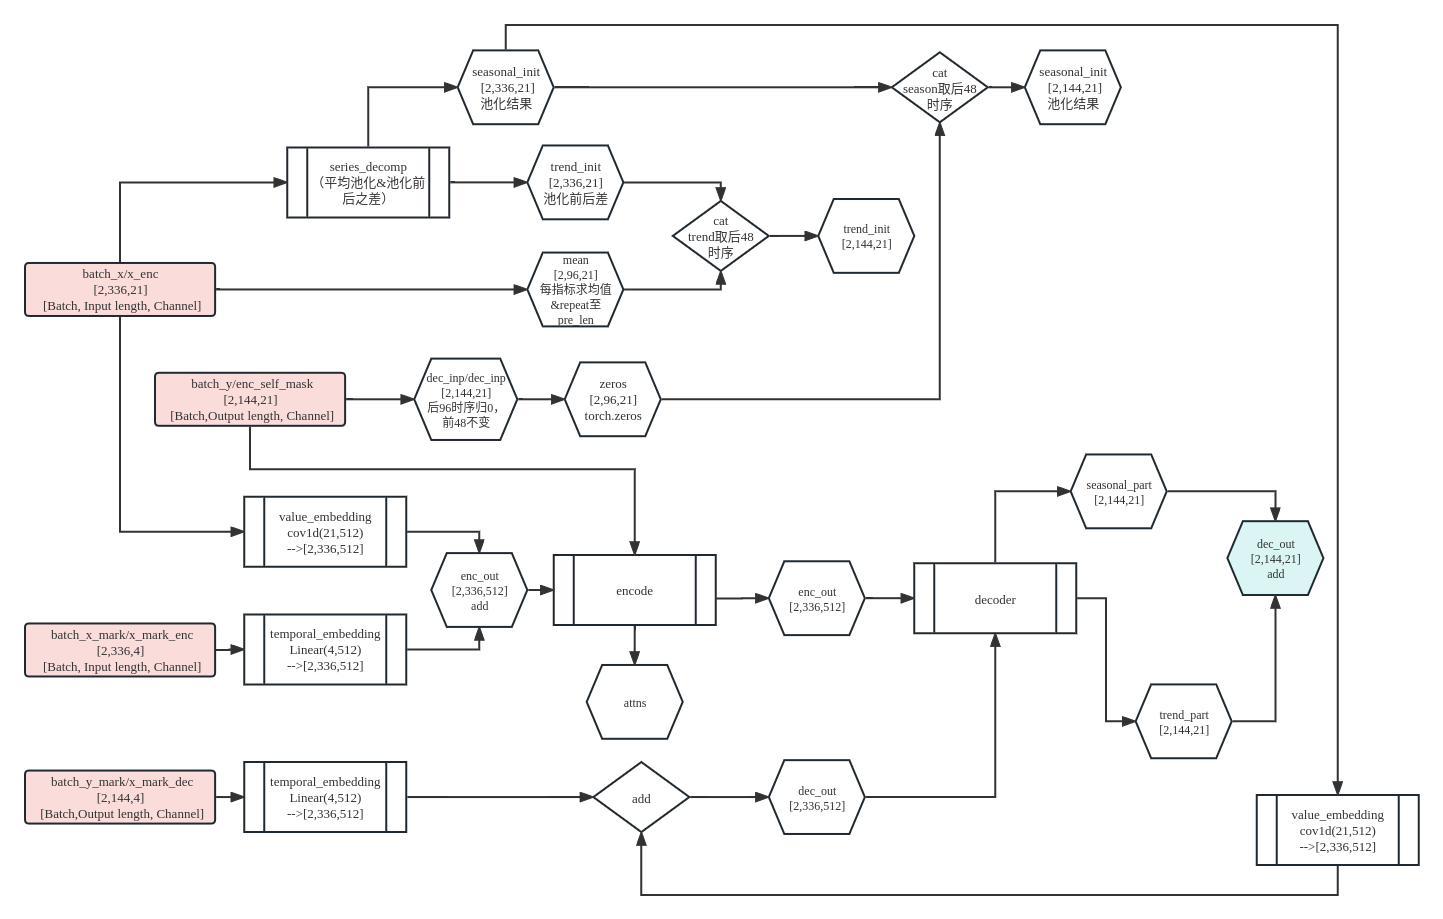 seasonal_init
[2,336,21]
池化结果
cat
season取后48
时序
seasonal_init
[2,144,21]
池化结果
series_decomp
（平均池化&池化前
后之差）
trend_init
[2,336,21]
池化前后差
cat
trend取后48
时序
trend_init
[2,144,21]
batch_x/x_enc
[2,336,21]
[Batch, Input length, Channel]
mean
[2,96,21]
每指标求均值
&repeat至
pre_len
batch_y/enc_self_mask
[2,144,21]
[Batch,Output length, Channel]
dec_inp/dec_inp
[2,144,21]
后96时序归0，
前48不变
zeros
[2,96,21]
torch.zeros
seasonal_part
[2,144,21]
value_embedding
cov1d(21,512)
-->[2,336,512]
enc_out
[2,336,512]
add
encode
enc_out
[2,336,512]
decoder
dec_out
[2,144,21]
add
batch_x_mark/x_mark_enc
[2,336,4]
[Batch, Input length, Channel]
temporal_embedding
Linear(4,512)
-->[2,336,512]
attns
trend_part
[2,144,21]
batch_y_mark/x_mark_dec
[2,144,4]
[Batch,Output length, Channel]
temporal_embedding
Linear(4,512)
-->[2,336,512]
add
dec_out
[2,336,512]
value_embedding
cov1d(21,512)
-->[2,336,512]